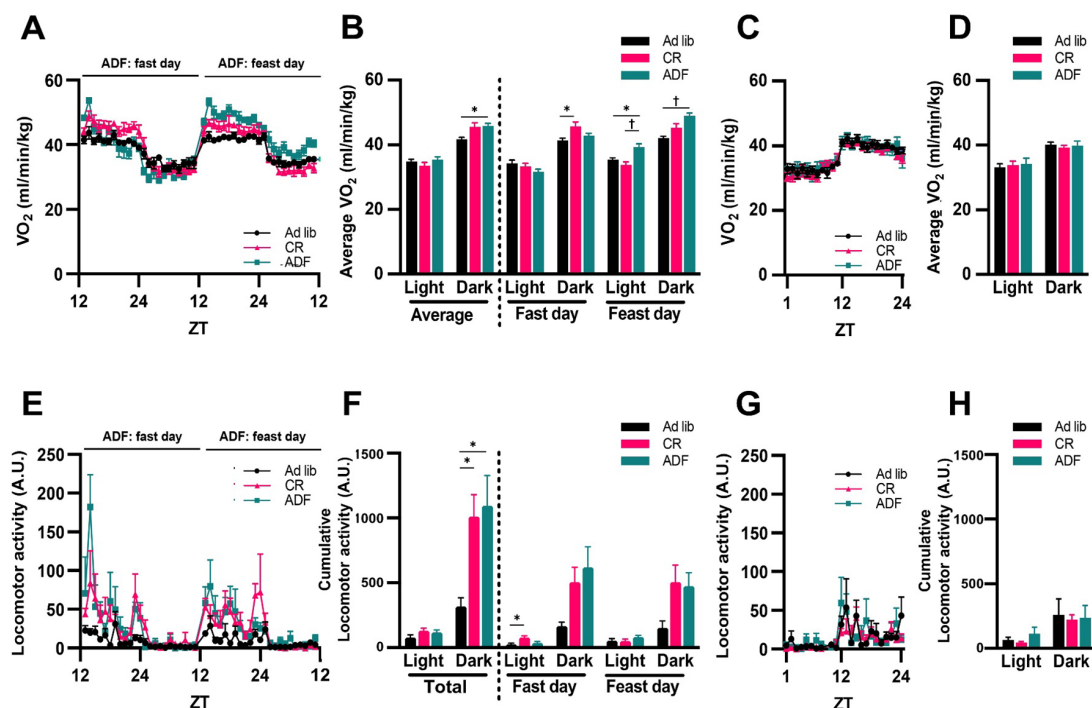 A
ADF: fast day
ADF: feast day
VO₂ (ml/min/kg)
60
40
20
0
12
24
12
24
12
ZT
Ad lib
CR
ADF
B
Ad lib
CR
ADF
Average VO₂ (ml/min/kg)
60
40
20
0
*
*
*
†
†
Light
Dark
Light
Dark
Light
Dark
Average
Fast day
Feast day
C
VO₂ (ml/min/kg)
60
40
20
0
1
12
24
ZT
Ad lib
CR
ADF
D
Ad lib
CR
ADF
Average VO₂ (ml/min/kg)
60
40
20
0
Light
Dark
E
ADF: fast day
ADF: feast day
Locomotor activity (A.U.)
250
200
150
100
50
0
12
24
12
24
12
ZT
Ad lib
CR
ADF
F
Ad lib
CR
ADF
Cumulative
Locomotor activity (A.U.)
1500
1000
500
0
*
*
*
Light
Dark
Light
Dark
Light
Dark
Total
Fast day
Feast day
G
Locomotor activity (A.U.)
250
200
150
100
50
0
1
12
24
ZT
Ad lib
CR
ADF
H
Ad lib
CR
ADF
Cumulative
Locomotor activity (A.U.)
1500
1000
500
0
Light
Dark